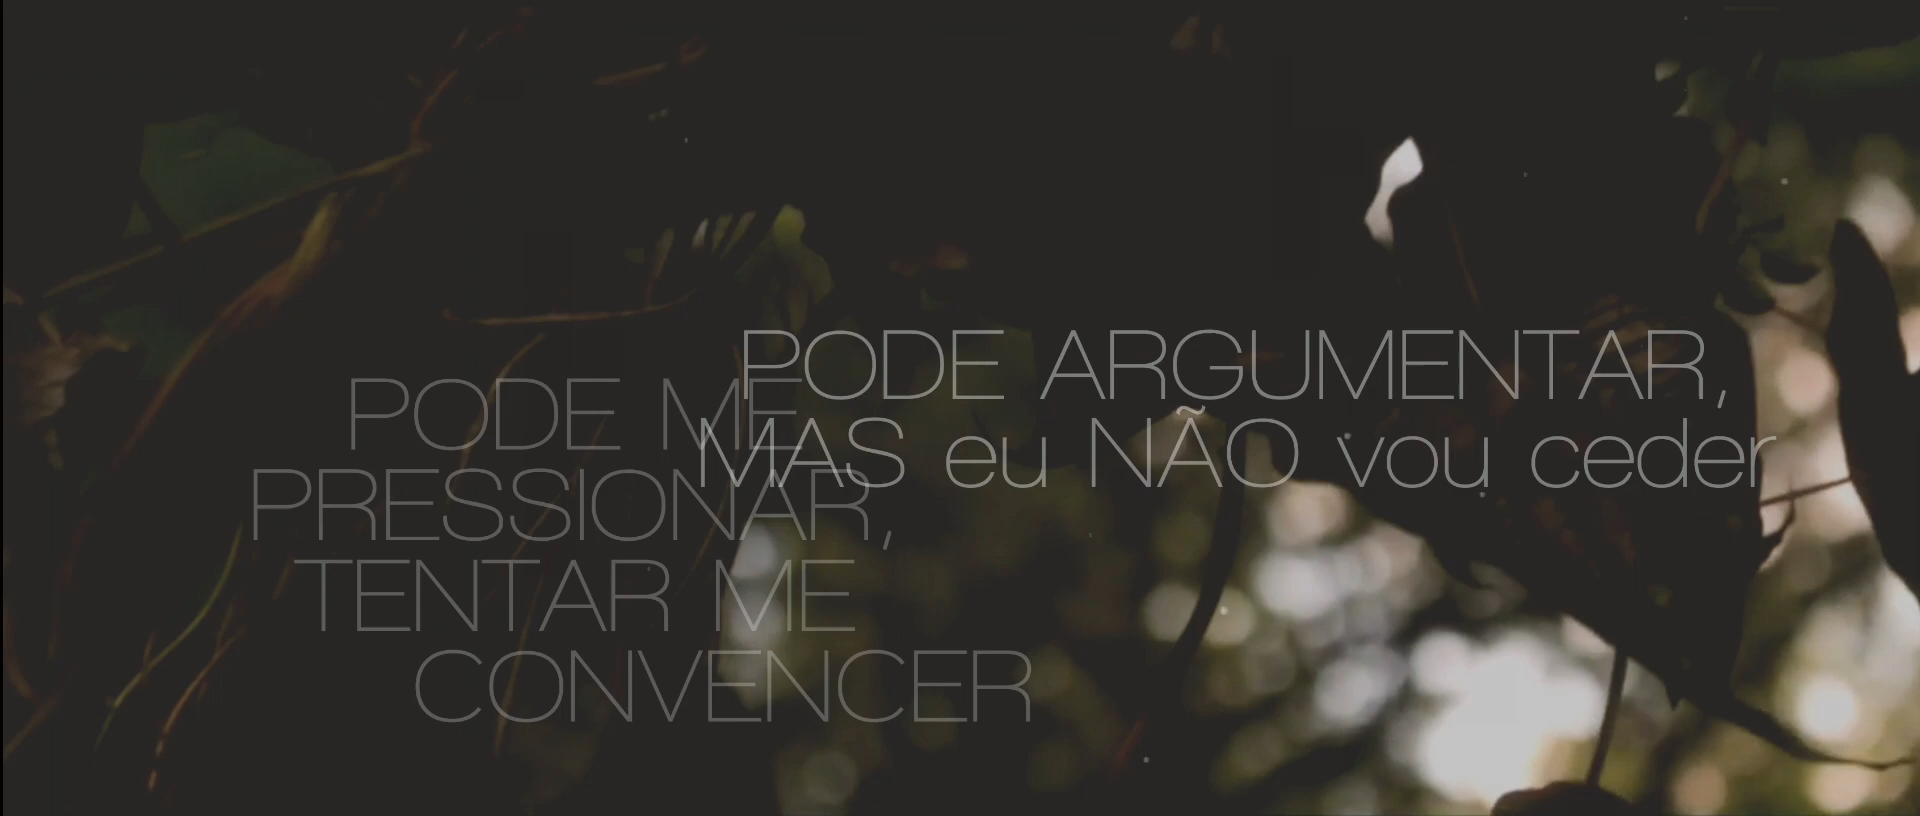 PODE ME
PRESSIONAR,
TENTAR ME
CONVENCER
PODE ARGUMENTAR,
MAS eu NÃO vou ceder